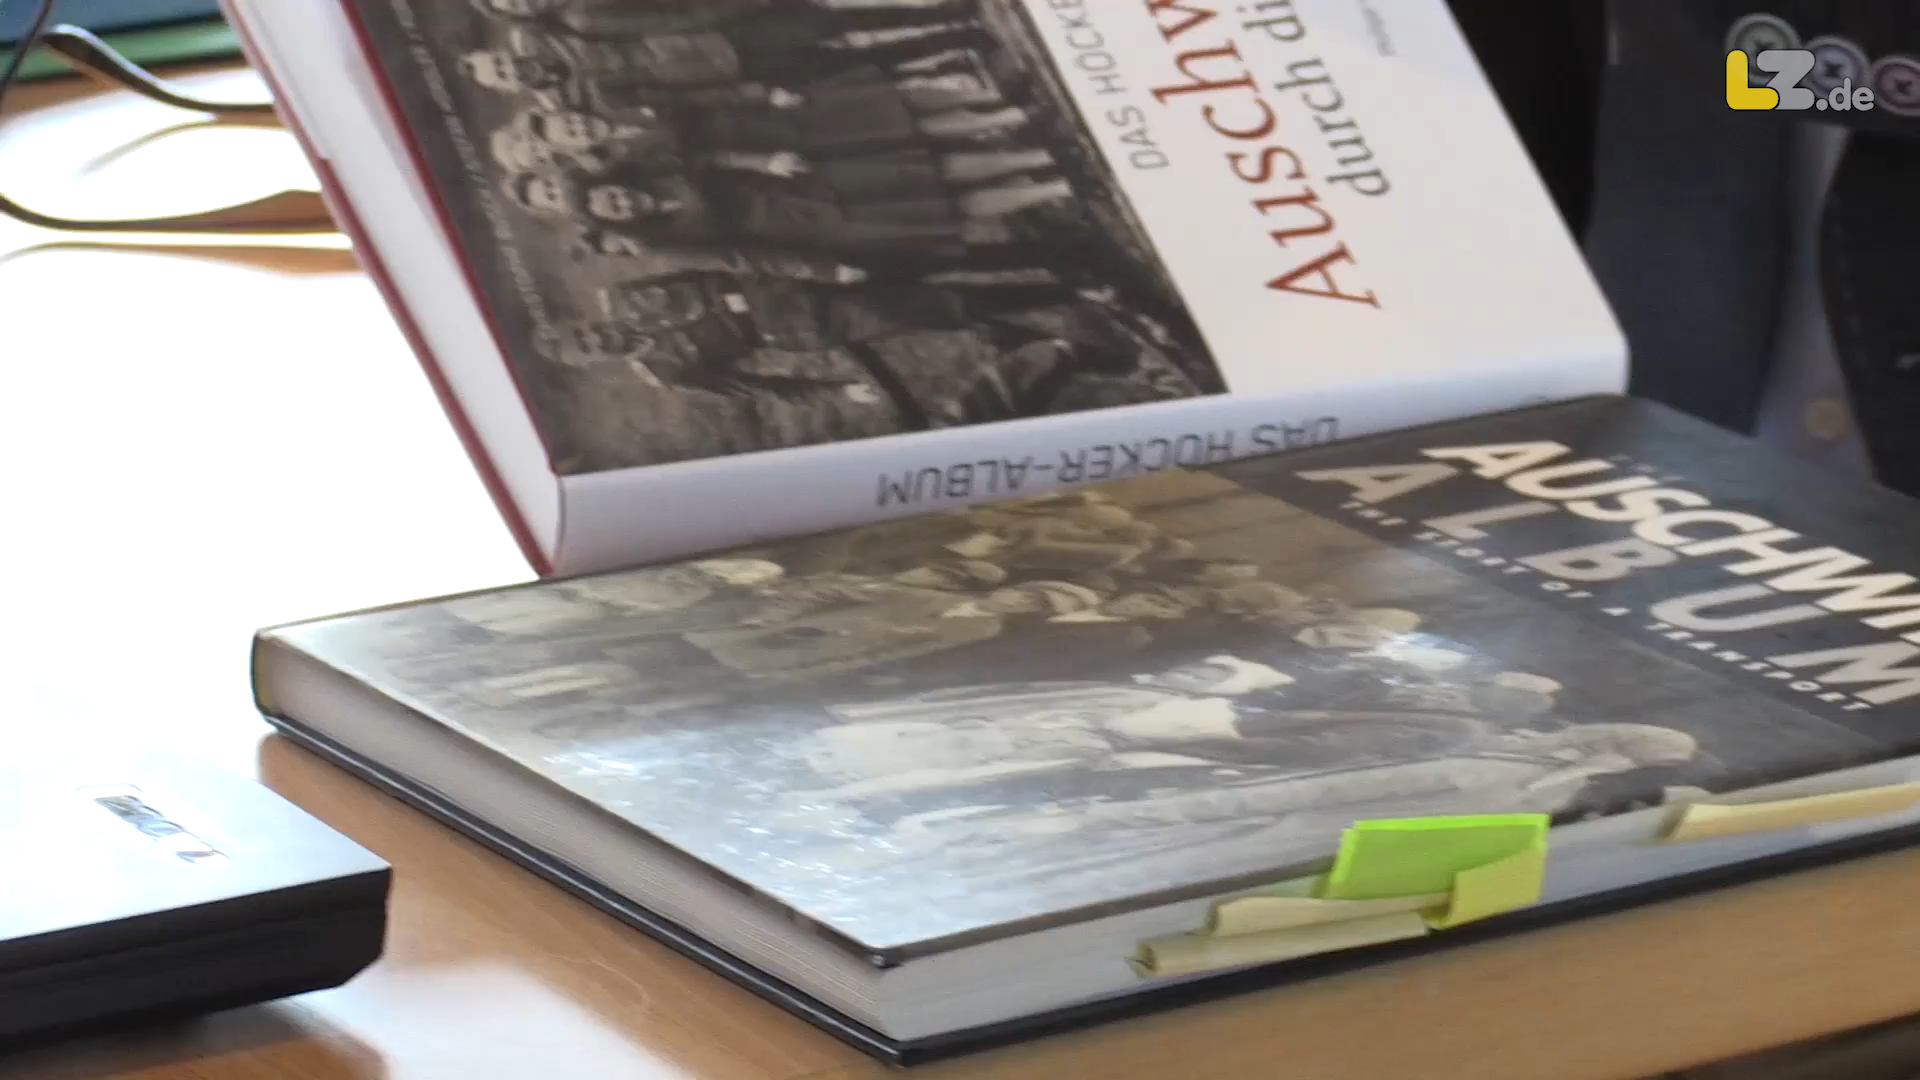 LZ.de
DAS HÖCKE
Auschw
durch di
DAS HÖCKER-ALBUM
AUSCHWI
ALBUM
THE STORY OF A TRANSPORT